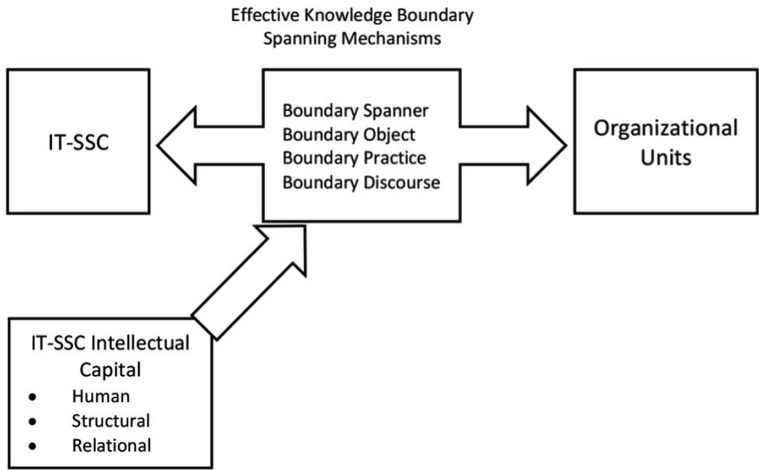 Effective Knowledge Boundary
Spanning Mechanisms
IT-SSC
Boundary Spanner
Boundary Object
Boundary Practice
Boundary Discourse
Organizational
Units
IT-SSC Intellectual
Capital
• Human
• Structural
• Relational